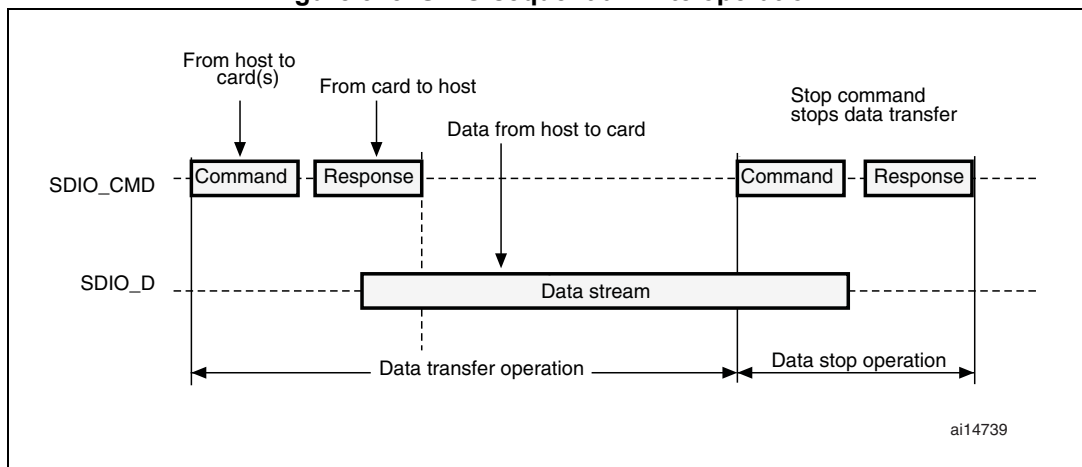 From host to
card(s)
From card to host
Data from host to card
Stop command
stops data transfer
SDIO_CMD
Command
Response
Command
Response
SDIO_D
Data stream
Data transfer operation
Data stop operation
ai14739